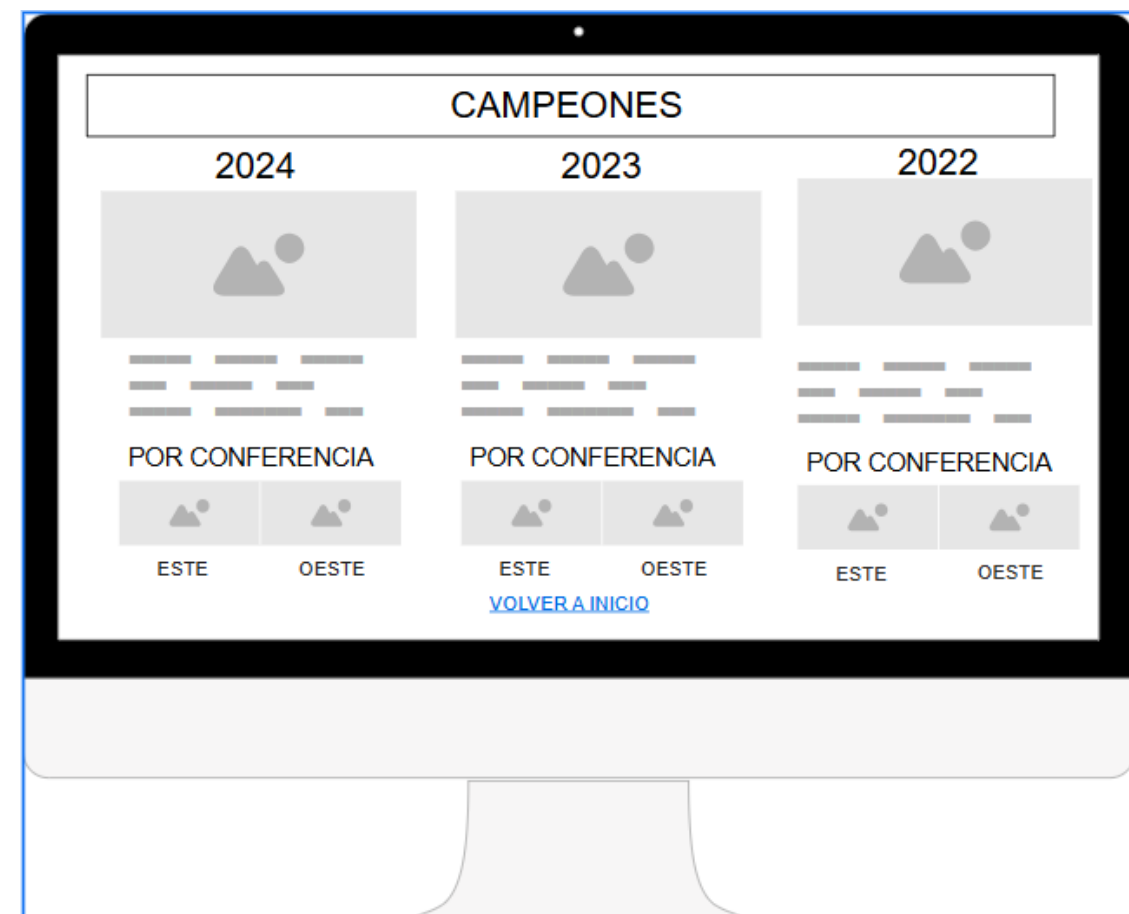 CAMPEONES
2024 2023 2022
POR CONFERENCIA POR CONFERENCIA POR CONFERENCIA
ESTE OESTE ESTE OESTE ESTE OESTE
VOLVER A INICIO